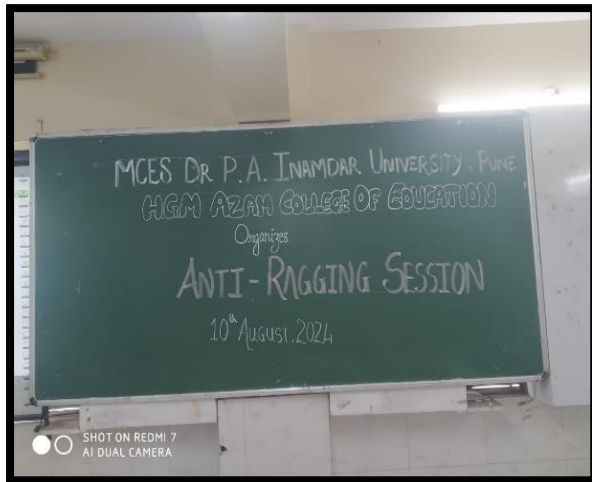 MCES DR P.A. INAMDAR UNIVERSITY, PUNE
H.G.M AZAM COLLEGE OF EDUCATION
Organizes
ANTI-RAGGING SESSION
10th AUGUST.2024
SHOT ON REDMI 7
AI DUAL CAMERA